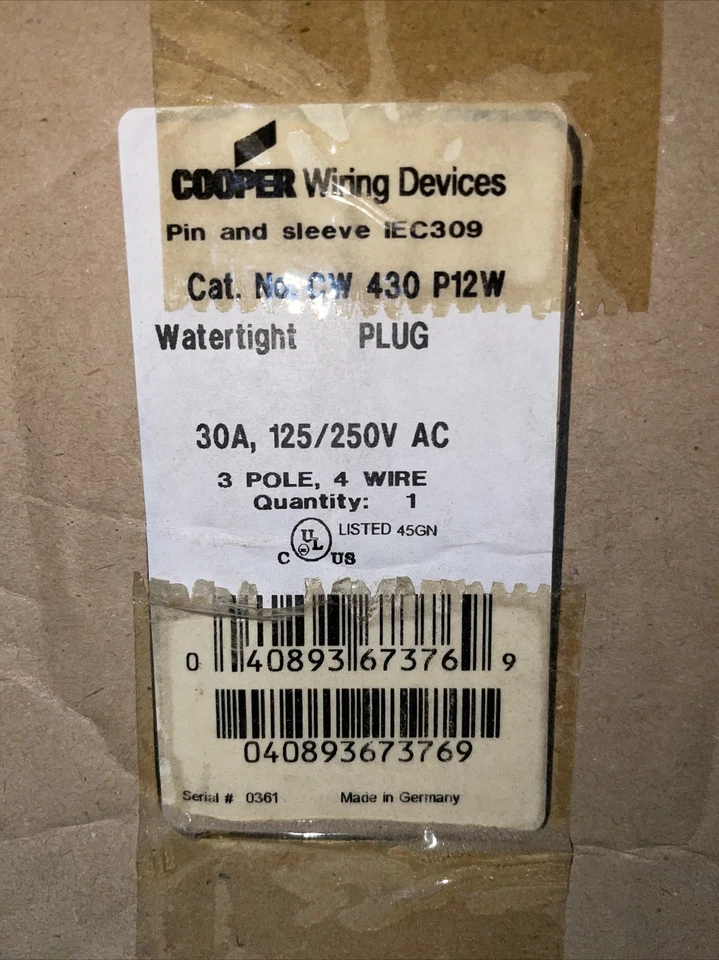 COOPER Wiring Devices
Pin and sleeve IEC309
Cat. No. CW 430 P12W
Watertight PLUG
30A, 125/250V AC
3 POLE, 4 WIRE
Quantity: 1
C UL US LISTED 45GN
0 40893 67376 9
040893673769
Serial # 0361 Made in Germany